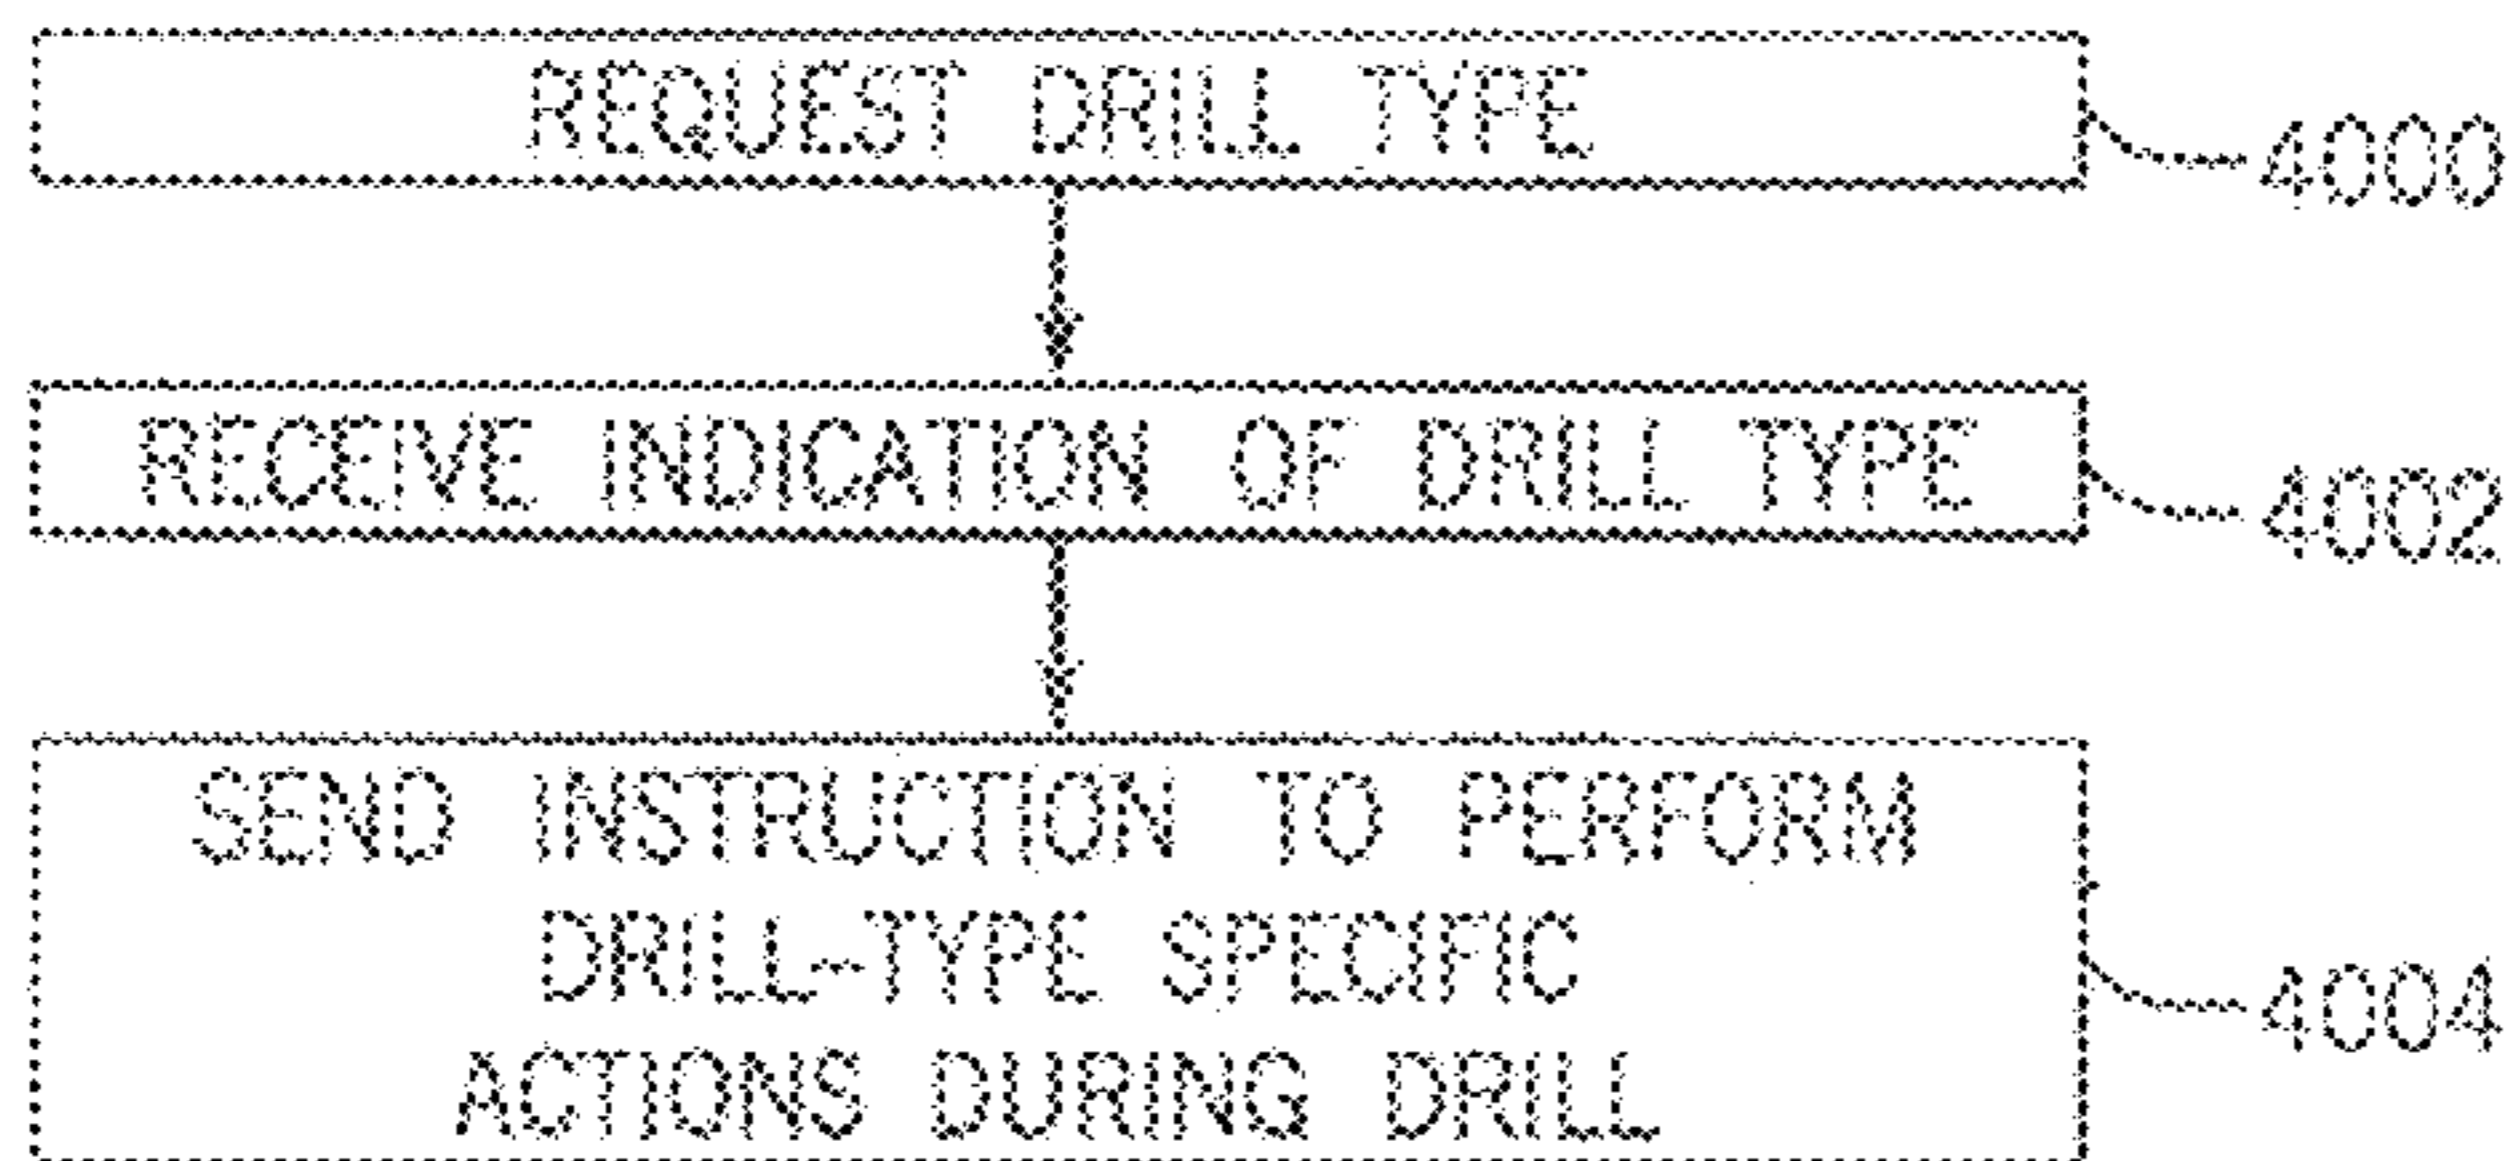 REQUEST DRILL TYPE
4000
RECEIVE INDICATION OF DRILL TYPE
4002
SEND INSTRUCTION TO PERFORM
DRILL-TYPE SPECIFIC
4004
ACTIONS DURING DRILL